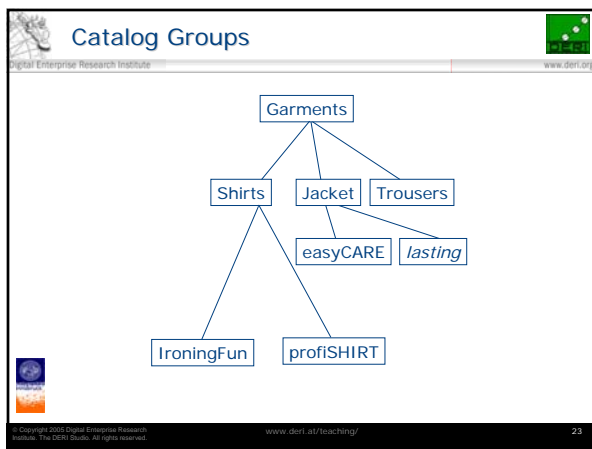 Catalog Groups
DERI
Digital Enterprise Research Institute
www.deri.org
Garments
Shirts
Jacket
Trousers
easyCARE
lasting
IroningFun
profiSHIRT
© Copyright 2005 Digital Enterprise Research
Institute. The DERI Studio. All rights reserved.
www.deri.at/teaching/
23